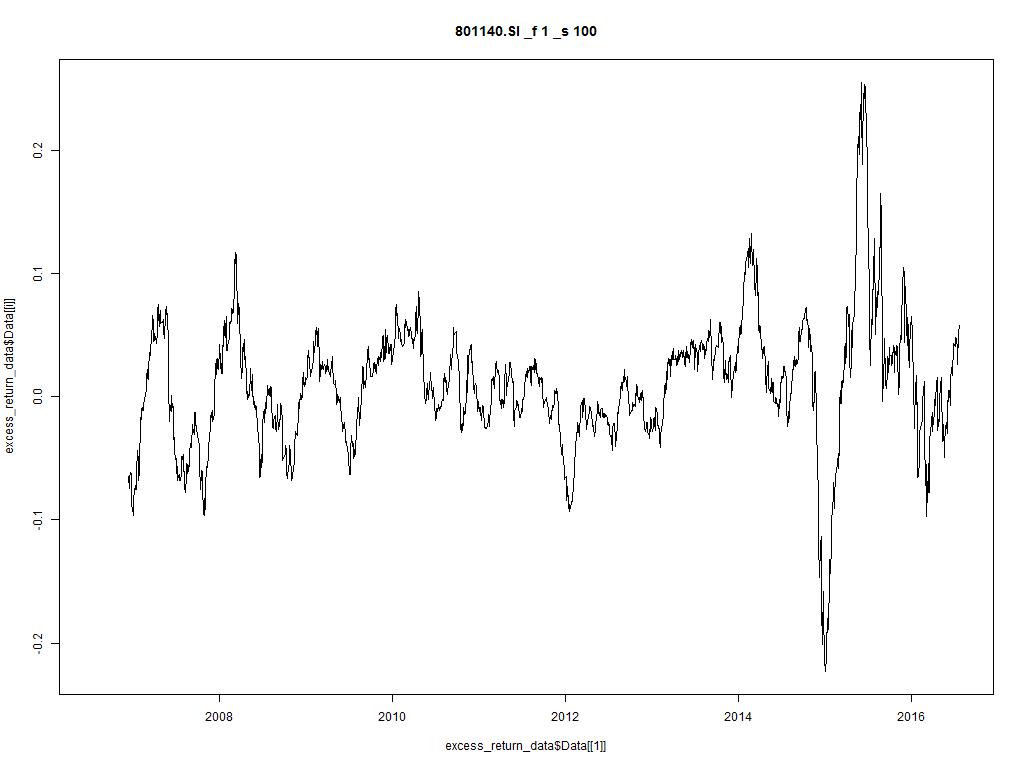 801140.SI _f 1 _s 100
excess_return_data$Data[[i]]
0.2
0.1
0.0
-0.1
-0.2
2008 2010 2012 2014 2016
excess_return_data$Data[[1]]